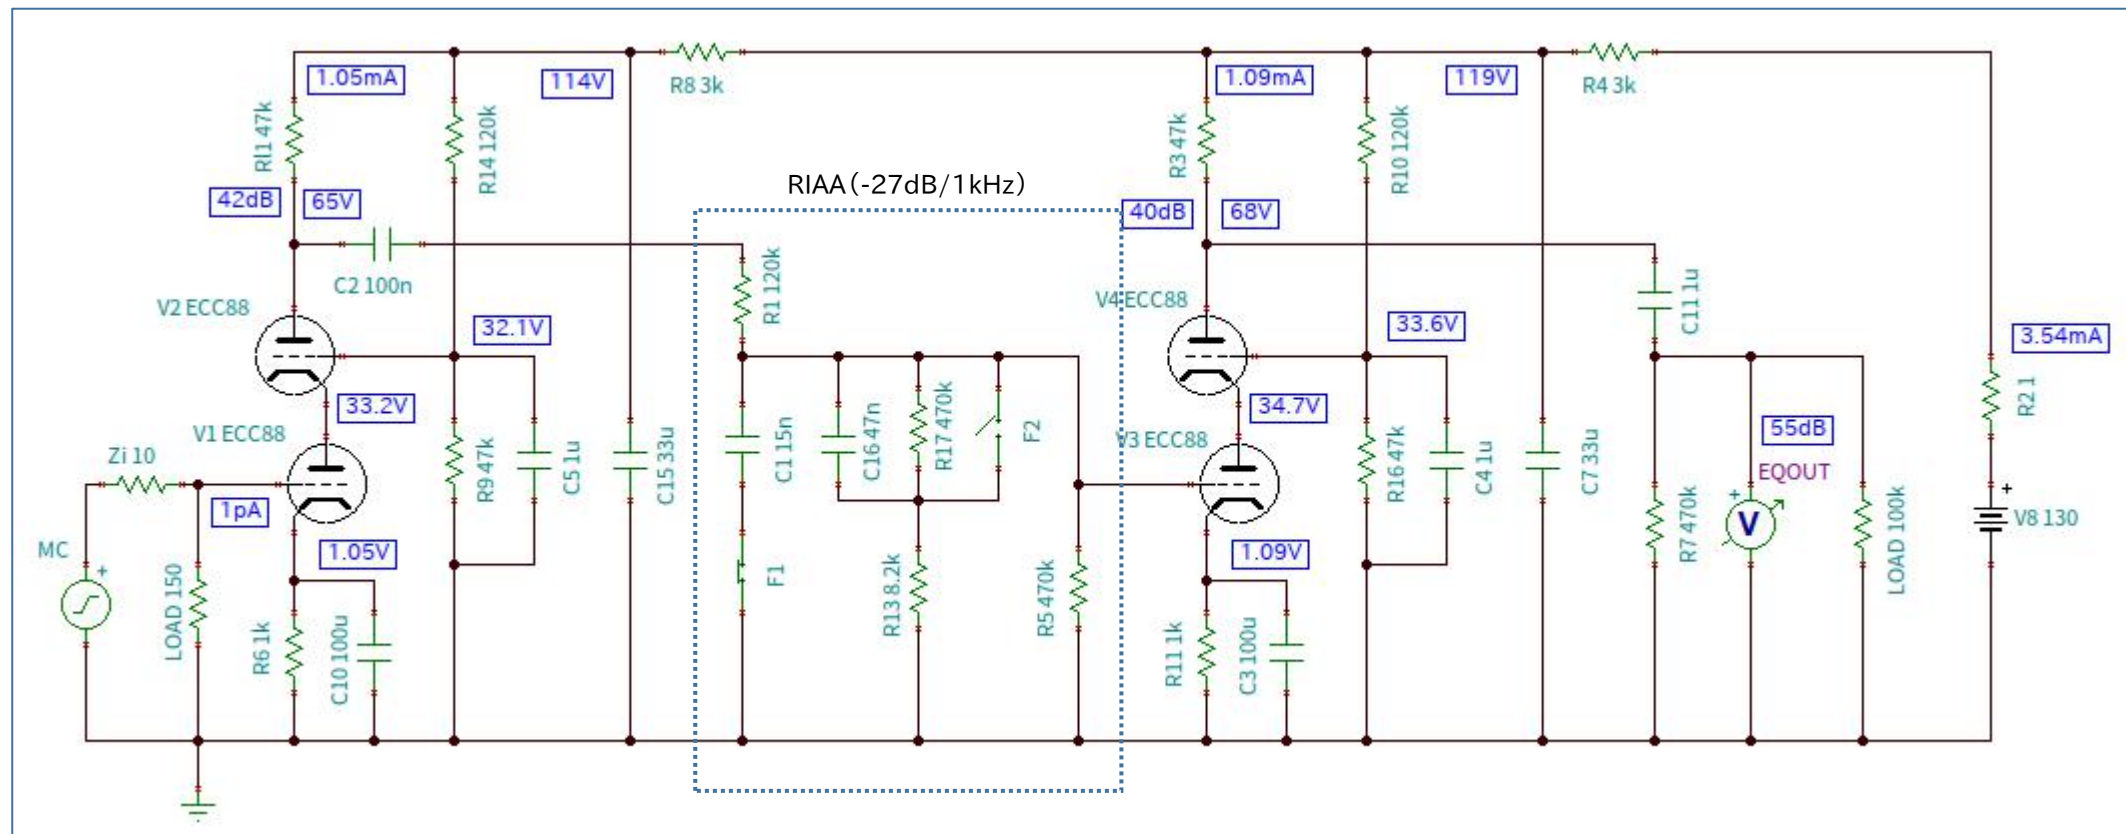 1.05mA
114V
R8 3k
1.09mA
119V
R4 3k
Rl1 47k
R14 120k
R3 47k
R10 120k
RIAA(-27dB/1kHz)
42dB
65V
40dB
68V
C2 100n
R1 120k
V2 ECC88
V4 ECC88
C11 1u
32.1V
33.6V
3.54mA
33.2V
34.7V
R2 1
V1 ECC88
V3 ECC88
55dB
EQOUT
Zi 10
R9 47k
C5 1u
C15 33u
C1 15n
C16 47n
R17 470k
F2
R16 47k
C4 1u
C7 33u
1pA
V
R7 470k
LOAD 100k
V8 130
MC
1.05V
1.09V
LOAD 150
F1
R13 8.2k
R5 470k
R6 1k
C10 100u
R11 1k
C3 100u